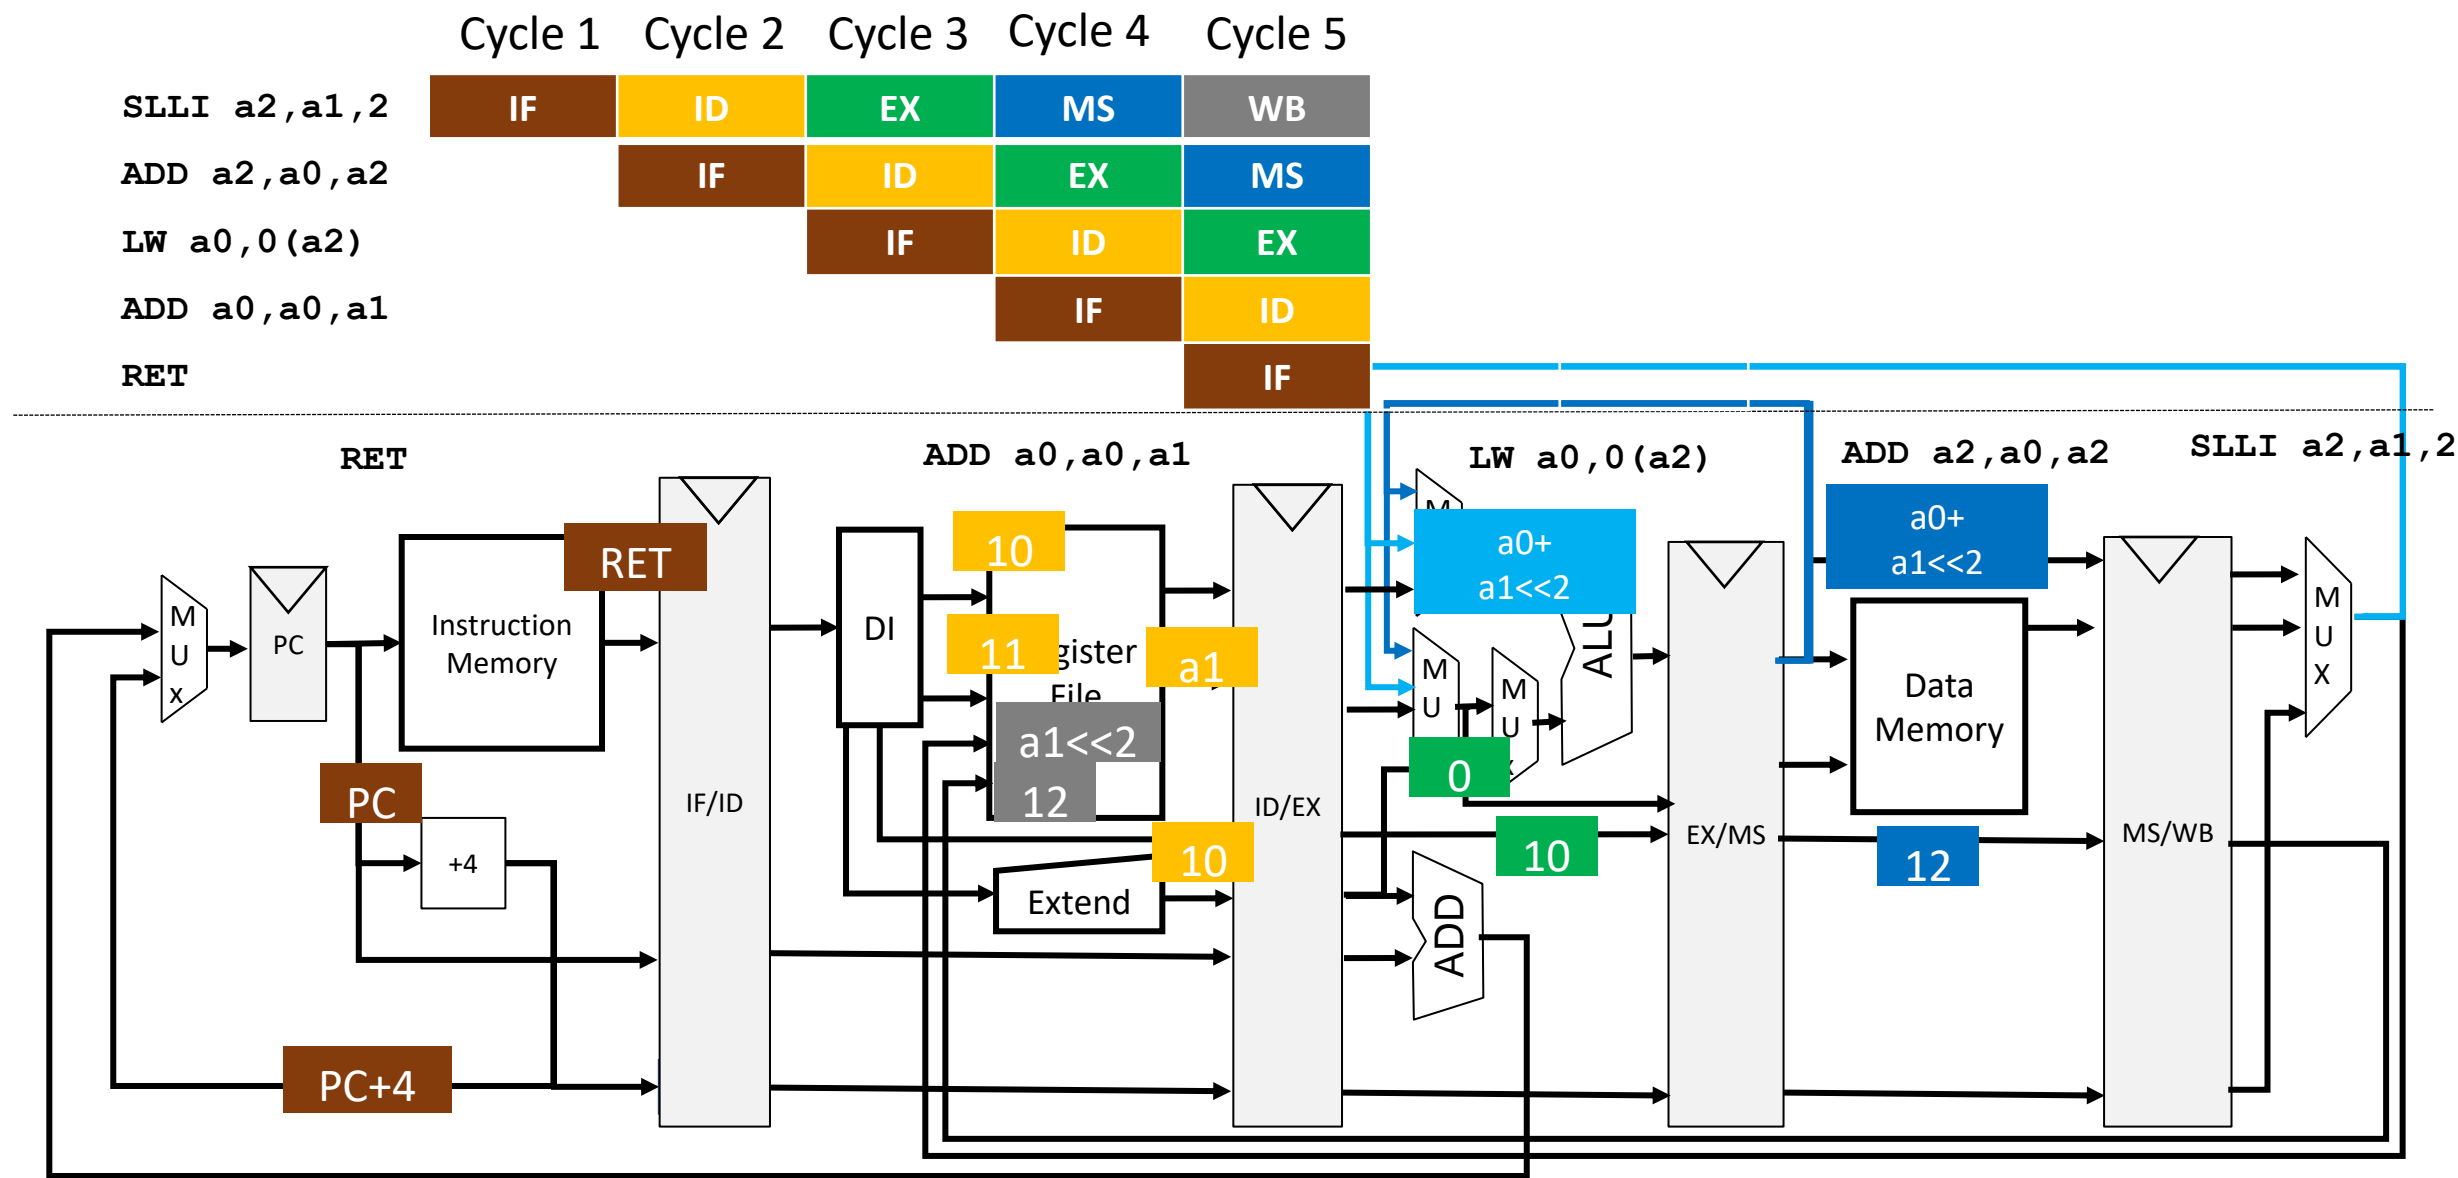 Cycle 1 Cycle 2 Cycle 3 Cycle 4 Cycle 5
SLLI a2,a1,2 IF ID EX MS WB
ADD a2,a0,a2 IF ID EX MS
LW a0,0(a2) IF ID EX
ADD a0,a0,a1 IF ID
RET IF
RET ADD a0,a0,a1 LW a0,0(a2) ADD a2,a0,a2 SLLI a2,a1,2
M
U
x
PC
Instruction
Memory
RET
PC
+4
PC+4
IF/ID
DI
10
11
gister
File
a1
a1<<2
12
10
Extend
ID/EX
M
a0+
a1<<2
M
U
M
U
x
ALU
0
10
ADD
EX/MS
a0+
a1<<2
Data
Memory
12
MS/WB
M
U
X